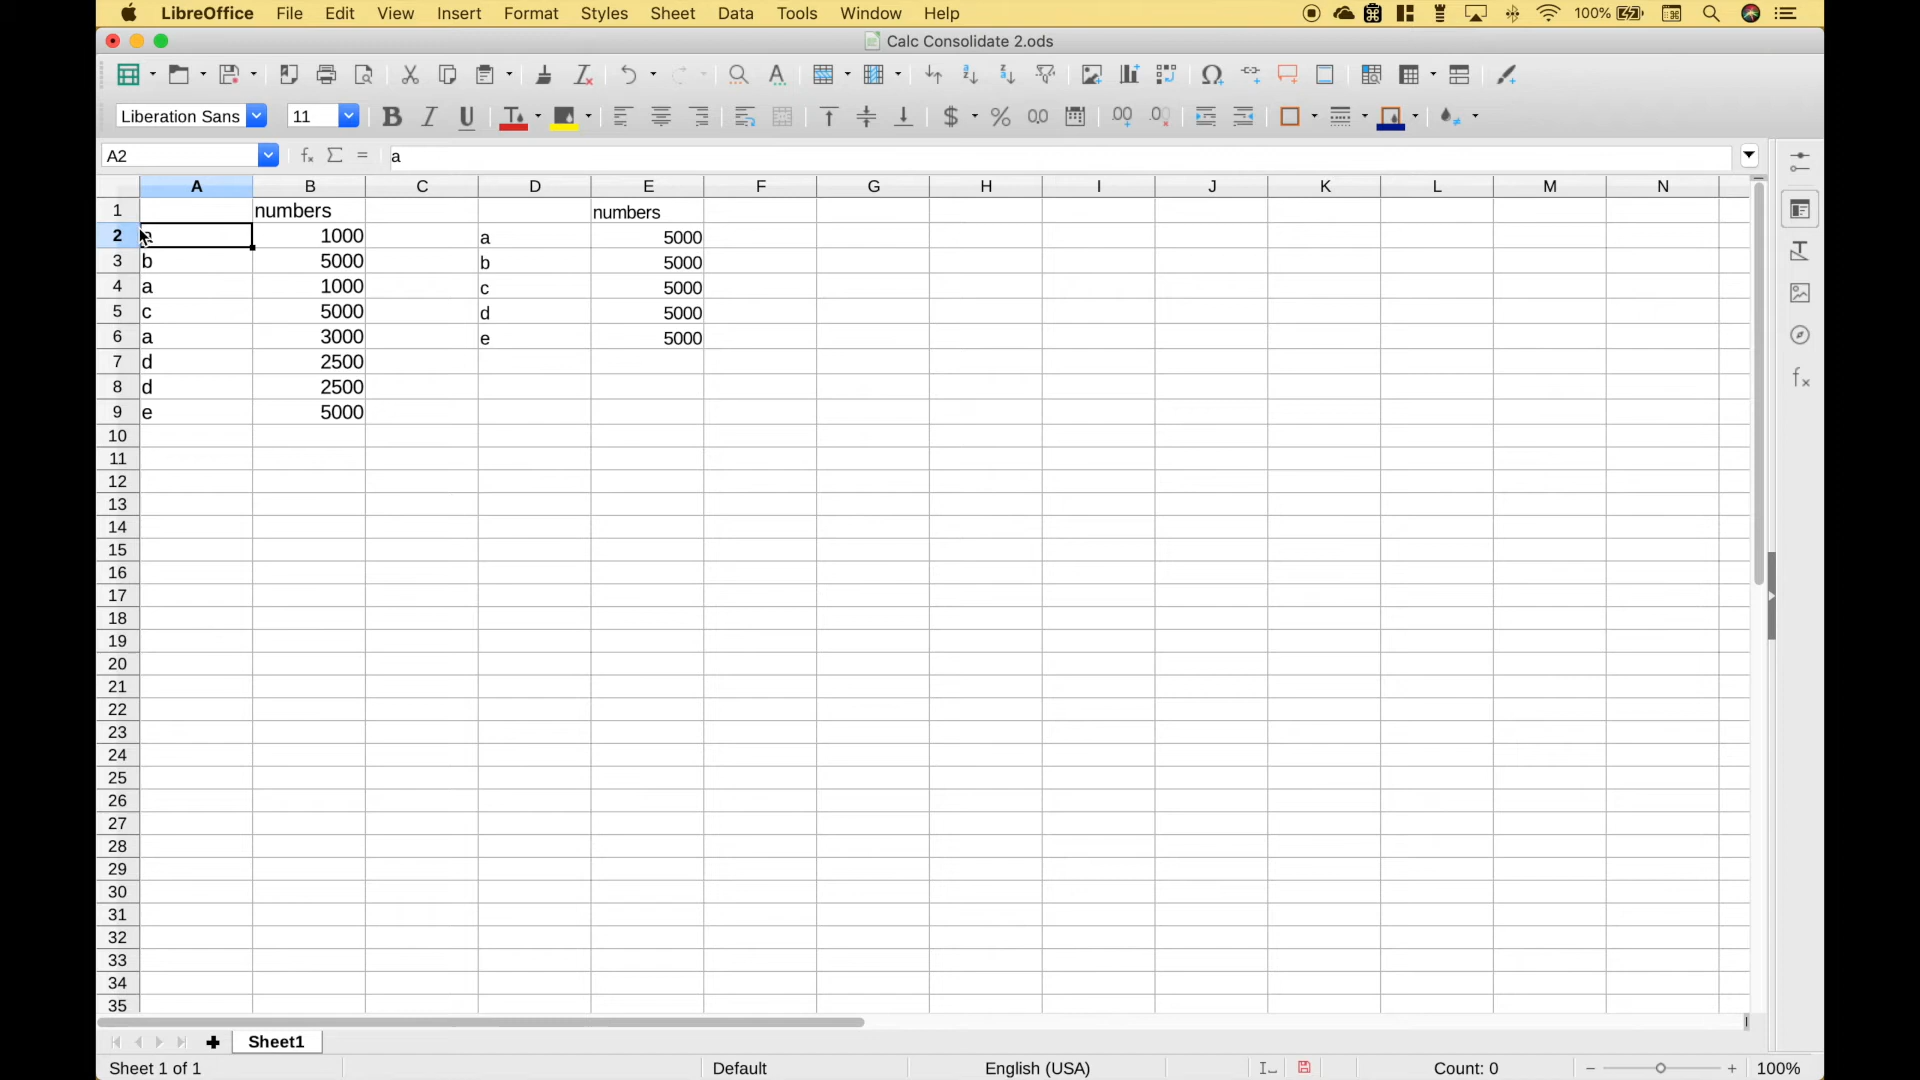 LibreOffice File Edit View Insert Format Styles Sheet Data Tools Window Help 100%
Calc Consolidate 2.ods
Liberation Sans 11
A2 a
A B C D E F G H I J K L M N
1 numbers numbers
2 a 1000 a 5000
3 b 5000 b 5000
4 a 1000 c 5000
5 c 5000 d 5000
6 a 3000 e 5000
7 d 2500
8 d 2500
9 e 5000
10
11
12
13
14
15
16
17
18
19
20
21
22
23
24
25
26
27
28
29
30
31
32
33
34
35
Sheet1
Sheet 1 of 1 Default English (USA) Count: 0 100%